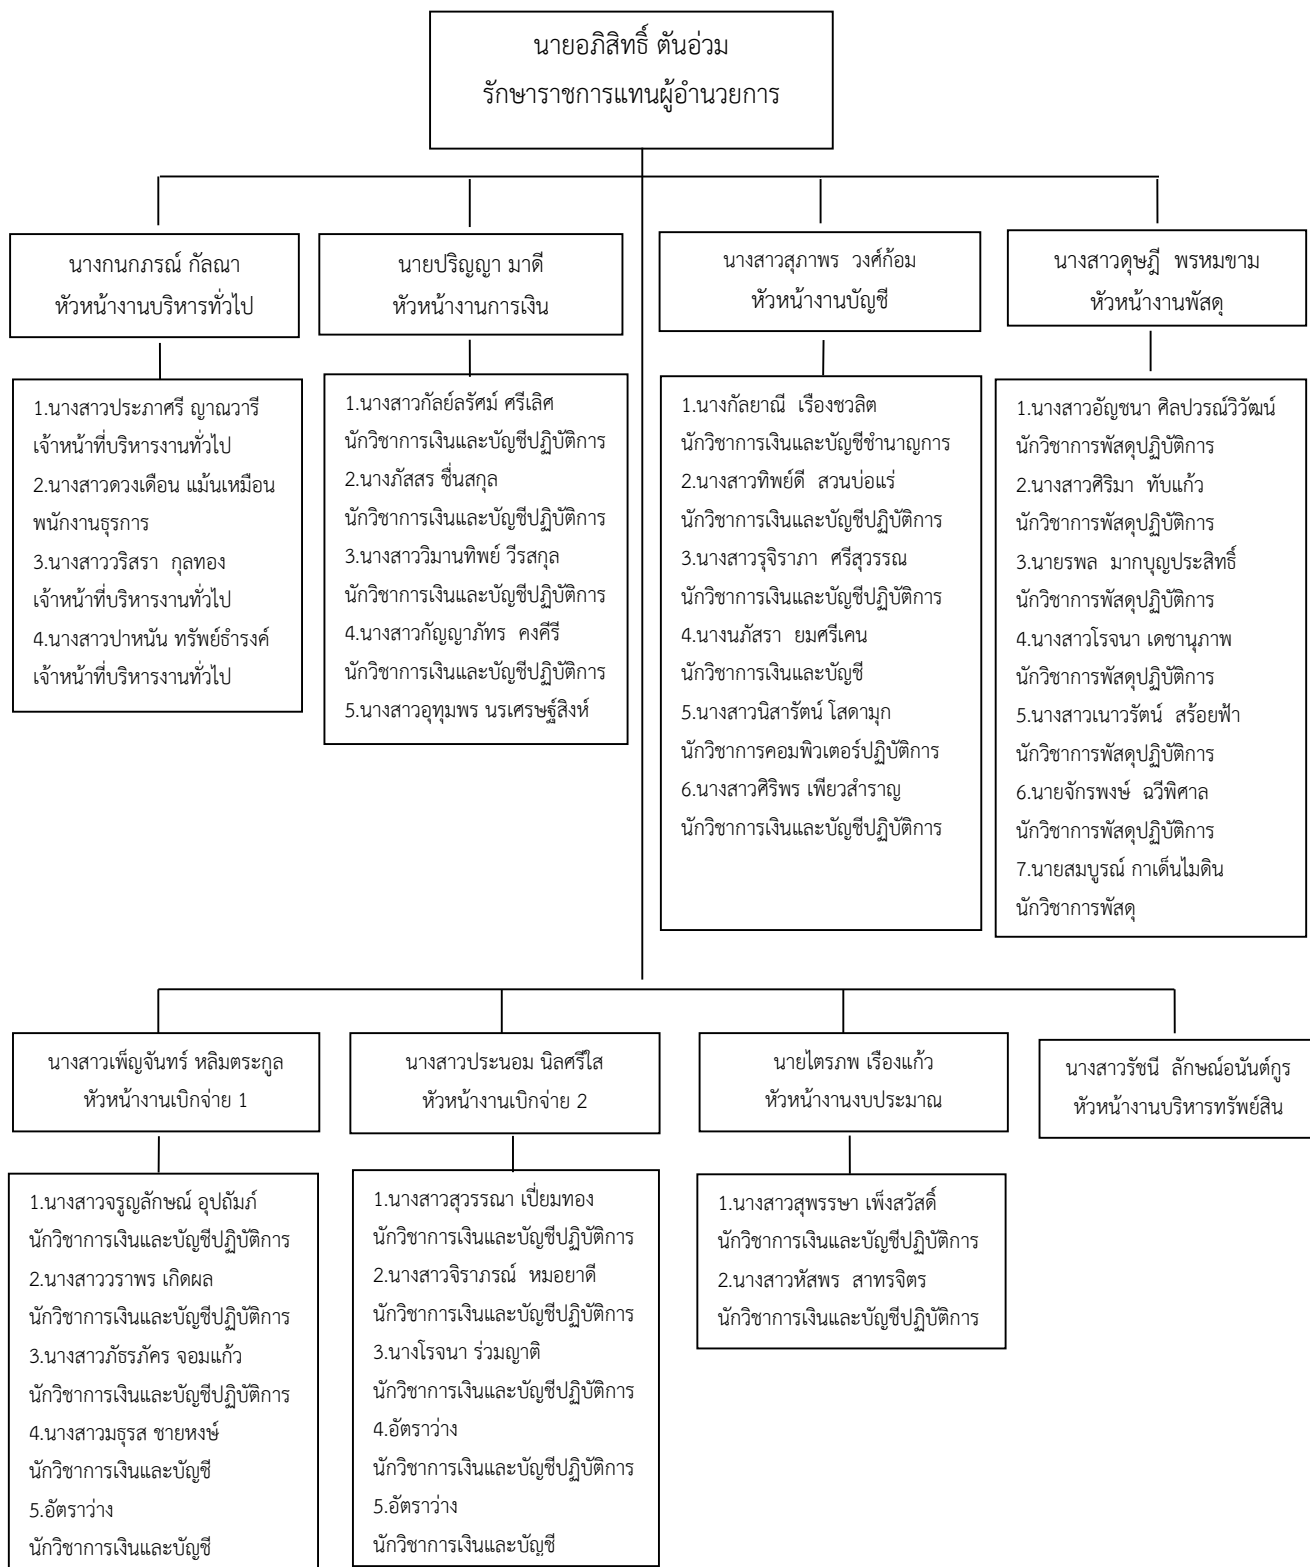 นายอภิสิทธิ์ ตันอ่วม
รักษาราชการแทนผู้อำนวยการ
นางกนกภรณ์ กัลณา
หัวหน้างานบริหารทั่วไป
นายปริญญา มาดี
หัวหน้างานการเงิน
นางสาวสุภาพร วงศ์ก้อม
หัวหน้างานบัญชี
นางสาวดุษฎี พรหมขาม
หัวหน้างานพัสดุ
1.นางสาวประภาศรี ญาณวารี
เจ้าหน้าที่บริหารงานทั่วไป
2.นางสาวดวงเดือน แม้นเหมือน
พนักงานธุรการ
3.นางสาววริสรา กุลทอง
เจ้าหน้าที่บริหารงานทั่วไป
4.นางสาวปาหนัน ทรัพย์ธำรงค์
เจ้าหน้าที่บริหารงานทั่วไป
1.นางสาวกัลย์ลรัศม์ ศรีเลิศ
นักวิชาการเงินและบัญชีปฏิบัติการ
2.นางภัสสร ชื่นสกุล
นักวิชาการเงินและบัญชีปฏิบัติการ
3.นางสาววิมานทิพย์ วีรสกุล
นักวิชาการเงินและบัญชีปฏิบัติการ
4.นางสาวกัญญาภัทร คงคีรี
นักวิชาการเงินและบัญชีปฏิบัติการ
5.นางสาวอุทุมพร นรเศรษฐ์สิงห์
1.นางกัลยาณี เรืองชวลิต
นักวิชาการเงินและบัญชีชำนาญการ
2.นางสาวทิพย์ดี สวนบ่อแร่
นักวิชาการเงินและบัญชีปฏิบัติการ
3.นางสาวรุจิราภา ศรีสุวรรณ
นักวิชาการเงินและบัญชีปฏิบัติการ
4.นางนภัสรา ยมศรีเคน
นักวิชาการเงินและบัญชี
5.นางสาวนิสารัตน์ โสดามุก
นักวิชาการคอมพิวเตอร์ปฏิบัติการ
6.นางสาวศิริพร เพียวสำราญ
นักวิชาการเงินและบัญชีปฏิบัติการ
1.นางสาวอัญชนา ศิลปวรณ์วิวัฒน์
นักวิชาการพัสดุปฏิบัติการ
2.นางสาวศิริมา ทับแก้ว
นักวิชาการพัสดุปฏิบัติการ
3.นายรพล มากบุญประสิทธิ์
นักวิชาการพัสดุปฏิบัติการ
4.นางสาวโรจนา เดชานุภาพ
นักวิชาการพัสดุปฏิบัติการ
5.นางสาวเนาวรัตน์ สร้อยฟ้า
นักวิชาการพัสดุปฏิบัติการ
6.นายจักรพงษ์ ฉวีพิศาล
นักวิชาการพัสดุปฏิบัติการ
7.นายสมบูรณ์ กาเด็นไมดิน
นักวิชาการพัสดุ
นางสาวเพ็ญจันทร์ หลิมตระกูล
หัวหน้างานเบิกจ่าย 1
นางสาวประนอม นิลศรีใส
หัวหน้างานเบิกจ่าย 2
นายไตรภพ เรืองแก้ว
หัวหน้างานงบประมาณ
นางสาวรัชนี ลักษณ์อนันต์กูร
หัวหน้างานบริหารทรัพย์สิน
1.นางสาวจรูญลักษณ์ อุปถัมภ์
นักวิชาการเงินและบัญชีปฏิบัติการ
2.นางสาววราพร เกิดผล
นักวิชาการเงินและบัญชีปฏิบัติการ
3.นางสาวภัธรภัคร จอมแก้ว
นักวิชาการเงินและบัญชีปฏิบัติการ
4.นางสาวมธุรส ชายหงษ์
นักวิชาการเงินและบัญชี
5.อัตราว่าง
นักวิชาการเงินและบัญชี
1.นางสาวสุวรรณา เปี่ยมทอง
นักวิชาการเงินและบัญชีปฏิบัติการ
2.นางสาวจิราภรณ์ หมอยาดี
นักวิชาการเงินและบัญชีปฏิบัติการ
3.นางโรจนา ร่วมญาติ
นักวิชาการเงินและบัญชีปฏิบัติการ
4.อัตราว่าง
นักวิชาการเงินและบัญชีปฏิบัติการ
5.อัตราว่าง
นักวิชาการเงินและบัญชี
1.นางสาวสุพรรษา เพ็งสวัสดิ์
นักวิชาการเงินและบัญชีปฏิบัติการ
2.นางสาวหัสพร สาทรจิตร
นักวิชาการเงินและบัญชีปฏิบัติการ